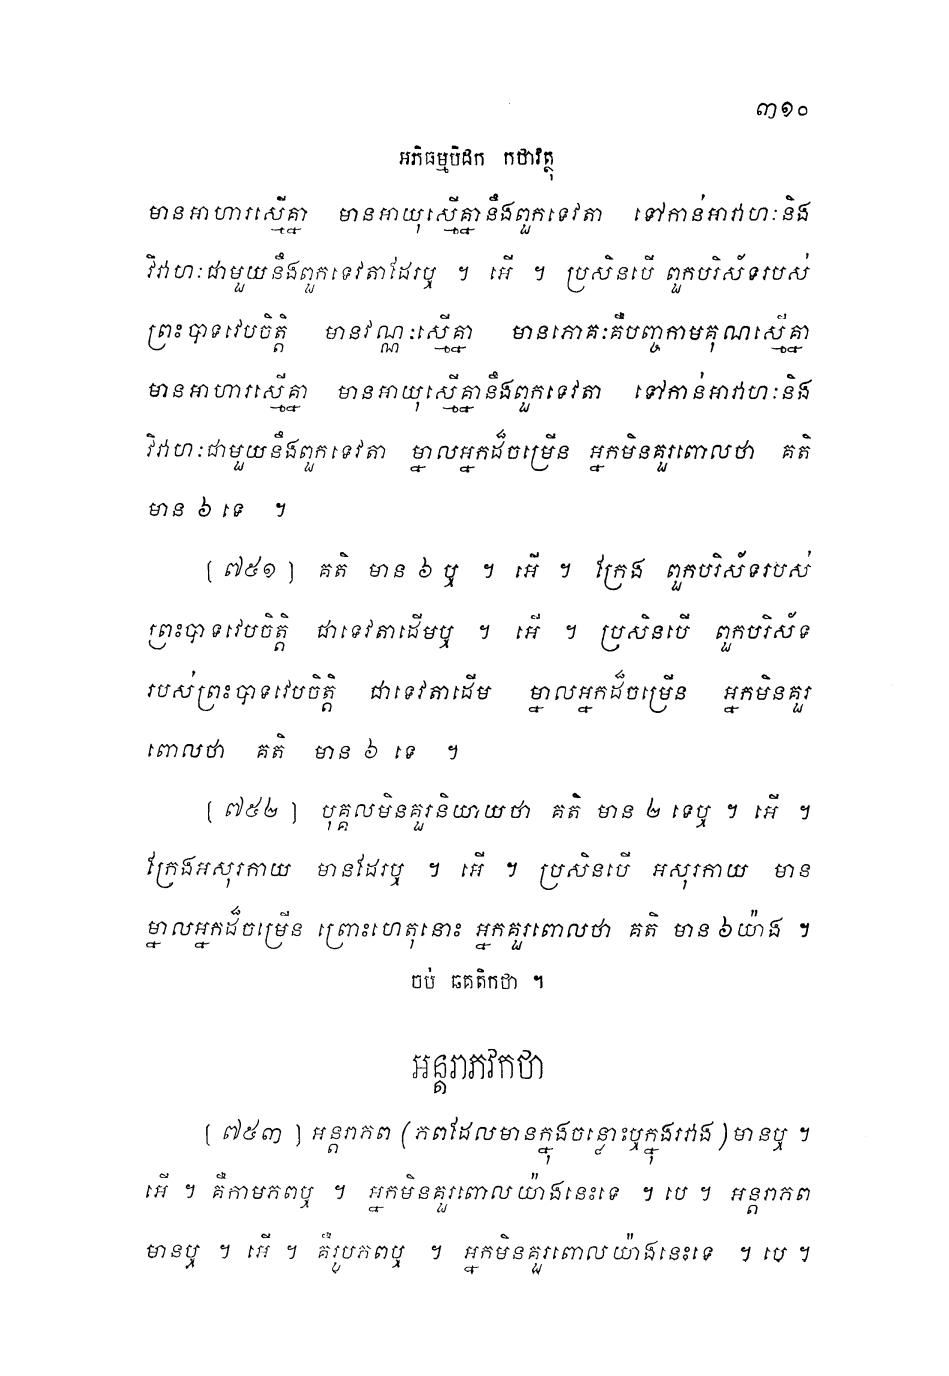 ៣១០
អភិធម្មបិដក កថាវត្ថុ
មានអាហារស្មើគ្នា មានអាយុស្មើគ្នានឹងពួកទេវតា ទៅកាន់អាវាហៈនិង
វិវាហៈជាមួយនឹងពួកទេវតាដែរឬ ។ អើ ។ ប្រសិនបើ ពួកបរិស័ទរបស់
ព្រះបាទវេបចិត្តិ មានវណ្ណៈស្មើគ្នា មានភោគៈគឺបញ្ចកាមគុណស្មើគ្នា
មានអាហារស្មើគ្នា មានអាយុស្មើគ្នានឹងពួកទេវតា ទៅកាន់អាវាហៈនិង
វិវាហៈជាមួយនឹងពួកទេវតា ម្នាលអ្នកដ៏ចម្រើន អ្នកមិនគួរពោលថា គតិ
មាន ៦ ទេ ។
[ ៧៥១ ] គតិ មាន ៦ ឬ ។ អើ ។ ក្រែង ពួកបរិស័ទរបស់
ព្រះបាទវេបចិត្តិ ជាទេវតាដើមឬ ។ អើ ។ ប្រសិនបើ ពួកបរិស័ទ
របស់ព្រះបាទវេបចិត្តិ ជាទេវតាដើម ម្នាលអ្នកដ៏ចម្រើន អ្នកមិនគួរ
ពោលថា គតិ មាន ៦ ទេ ។
[ ៧៥២ ] បុគ្គលមិនគួរនិយាយថា គតិ មាន ៦ ទេឬ ។ អើ ។
ក្រែងអសុរកាយ មានដែរឬ ។ អើ ។ ប្រសិនបើ អសុរកាយ មាន
ម្នាលអ្នកដ៏ចម្រើន ព្រោះហេតុនោះ អ្នកគួរពោលថា គតិ មាន ៦យ៉ាង ។
ចប់ ឆគតិកថា ។
អន្តរាភវកថា
[ ៧៥៣ ] អន្តរាភព (ភពដែលមានក្នុងចន្លោះឬក្នុងរវាង) មានឬ ។
អើ ។ គឺកាមភពឬ ។ អ្នកមិនគួរពោលយ៉ាងនេះទេ ។ បេ ។ អន្តរាភព
មានឬ ។ អើ ។ គឺរូបភពឬ ។ អ្នកមិនគួរពោលយ៉ាងនេះទេ ។ បេ ។